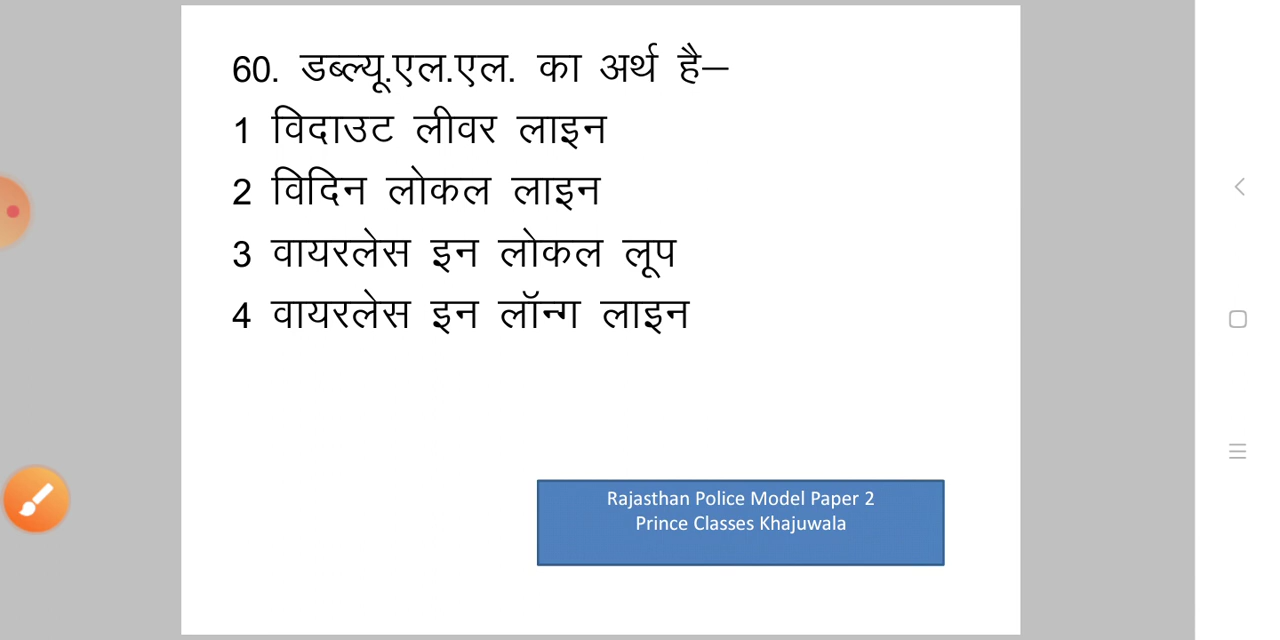 60. डब्ल्यू.एल.एल. का अर्थ है–
1 विदाउट लीवर लाइन
2 विदिन लोकल लाइन
3 वायरलेस इन लोकल लूप
4 वायरलेस इन लॉन्ग लाइन
Rajasthan Police Model Paper 2
Prince Classes Khajuwala